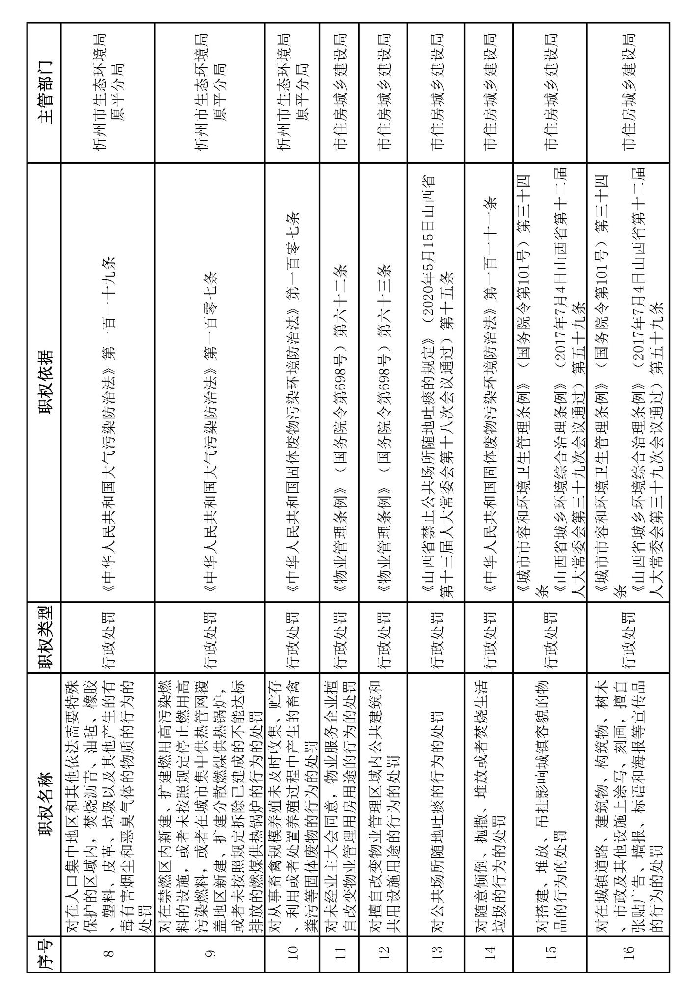 序号
职权名称
职权类型
职权依据
主管部门
8
对在人口集中地区和其他依法需要特殊
保护的区域内，焚烧沥青、油毡、橡胶
、塑料、皮革、垃圾以及其他产生的有
毒有害烟尘和恶臭气体的物质的行为的
处罚
行政处罚
《中华人民共和国大气污染防治法》第一百一十九条
忻州市生态环境局
原平分局
9
对在禁燃区内新建、扩建燃用高污染燃
料的设施，或者未按照规定停止燃用高
污染燃料，或者在城市集中供热管网覆
盖地区新建、扩建分散燃煤供热锅炉，
或者未按照规定拆除已建成的不能达标
排放的燃煤供热锅炉的行为的处罚
行政处罚
《中华人民共和国大气污染防治法》第一百零七条
忻州市生态环境局
原平分局
10
对从事畜禽规模养殖未及时收集、贮存
、利用或者处置养殖过程中产生的畜禽
粪污等固体废物的行为的处罚
行政处罚
《中华人民共和国固体废物污染环境防治法》第一百零七条
忻州市生态环境局
原平分局
11
对未经业主大会同意，物业服务企业擅
自改变物业管理用房用途的行为的处罚
行政处罚
《物业管理条例》（国务院令第698号）第六十二条
市住房城乡建设局
12
对擅自改变物业管理区域内公共建筑和
共用设施用途的行为的处罚
行政处罚
《物业管理条例》（国务院令第698号）第六十三条
市住房城乡建设局
13
对公共场所随地吐痰的行为的处罚
行政处罚
《山西省禁止公共场所随地吐痰的规定》（2020年5月15日山西省
第十三届人大常委会第十八次会议通过）第十五条
市住房城乡建设局
14
对随意倾倒、抛撒、堆放或者焚烧生活
垃圾的行为的处罚
行政处罚
《中华人民共和国固体废物污染环境防治法》第一百一十一条
市住房城乡建设局
15
对搭建、堆放、吊挂影响城镇容貌的物
品的行为的处罚
行政处罚
《城市市容和环境卫生管理条例》（国务院令第101号）第三十四
条
《山西省城乡环境综合治理条例》（2017年7月4日山西省第十二届
人大常委会第三十九次会议通过）第五十九条
市住房城乡建设局
16
对在城镇道路、建筑物、构筑物、树木
、市政及其他设施上涂写、刻画，擅自
张贴广告、墙报、标语和海报等宣传品
的行为的处罚
行政处罚
《城市市容和环境卫生管理条例》（国务院令第101号）第三十四
条
《山西省城乡环境综合治理条例》（2017年7月4日山西省第十二届
人大常委会第三十九次会议通过）第五十九条
市住房城乡建设局